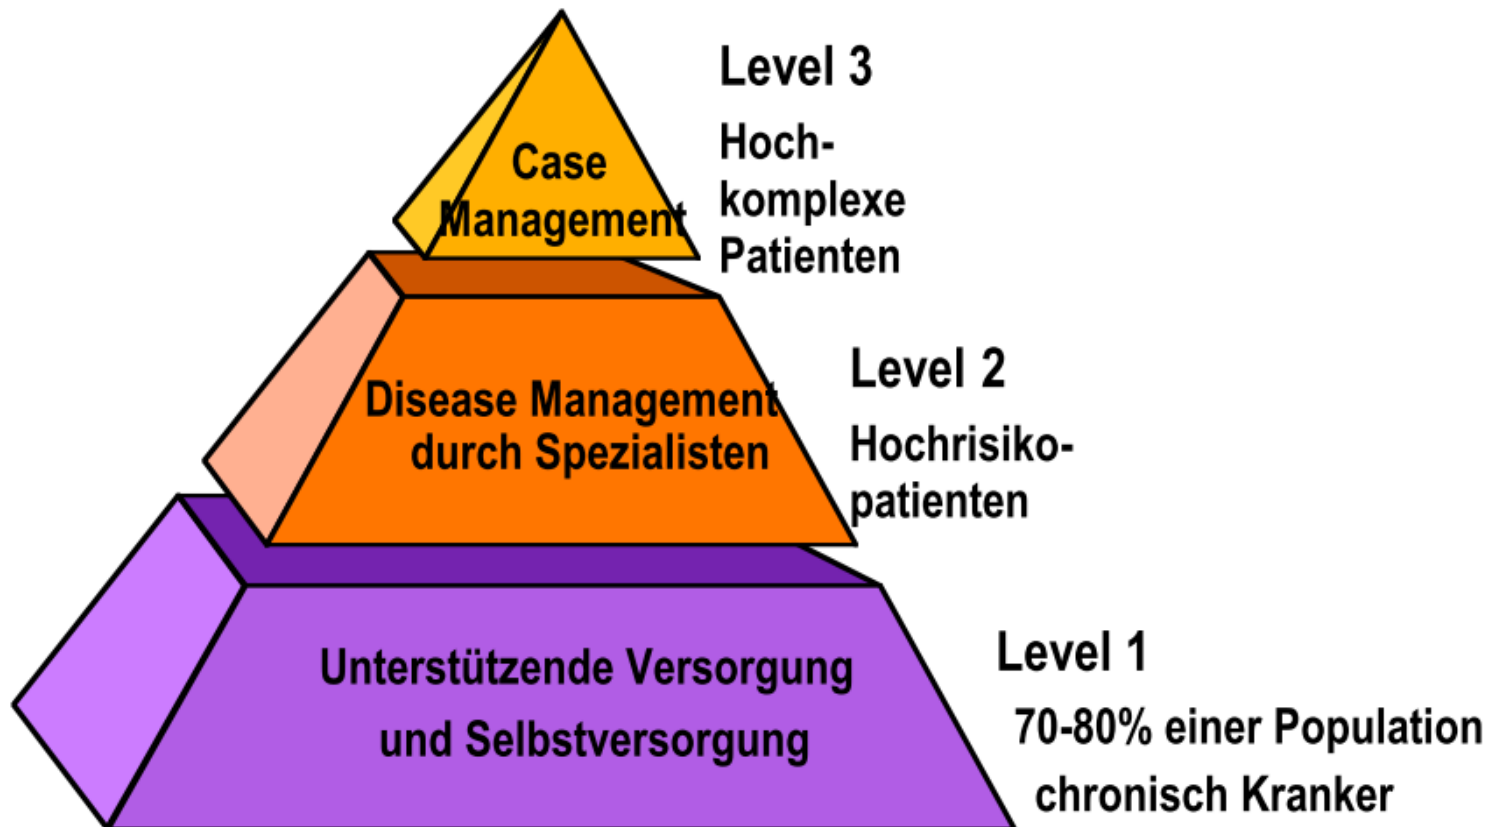 Level 3
Hoch-
komplexe
Patienten
Case
Management
Level 2
Hochrisiko-
patienten
Disease Management
durch Spezialisten
Level 1
70-80% einer Population
chronisch Kranker
Unterstützende Versorgung
und Selbstversorgung